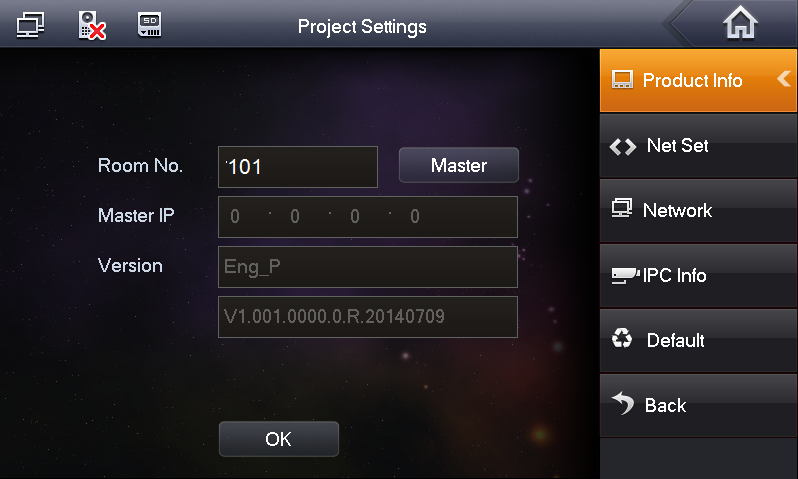 SD
Project Settings
Product Info
Room No. 101 Master
Net Set
Master IP 0 . 0 . 0 . 0
Network
Version Eng_P
IPC Info
V1.001.0000.0.R.20140709
Default
Back
OK